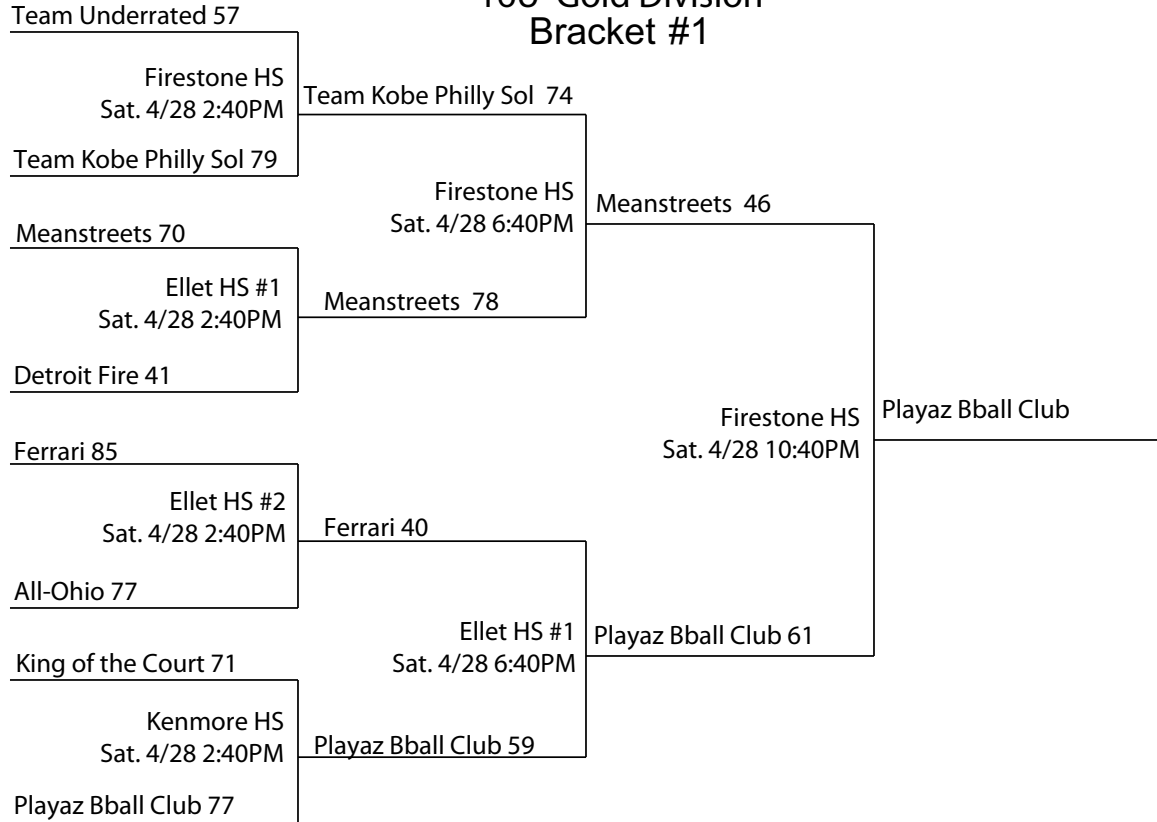 Gold Division
Bracket #1
Team Underrated 57
Firestone HS
Sat. 4/28 2:40PM
Team Kobe Philly Sol 79
Team Kobe Philly Sol 74
Firestone HS
Sat. 4/28 6:40PM
Meanstreets 70
Ellet HS #1
Sat. 4/28 2:40PM
Detroit Fire 41
Meanstreets 78
Meanstreets 46
Firestone HS
Sat. 4/28 10:40PM
Playaz Bball Club
Ferrari 85
Ellet HS #2
Sat. 4/28 2:40PM
All-Ohio 77
Ferrari 40
Ellet HS #1
Sat. 4/28 6:40PM
Playaz Bball Club 61
King of the Court 71
Kenmore HS
Sat. 4/28 2:40PM
Playaz Bball Club 77
Playaz Bball Club 59